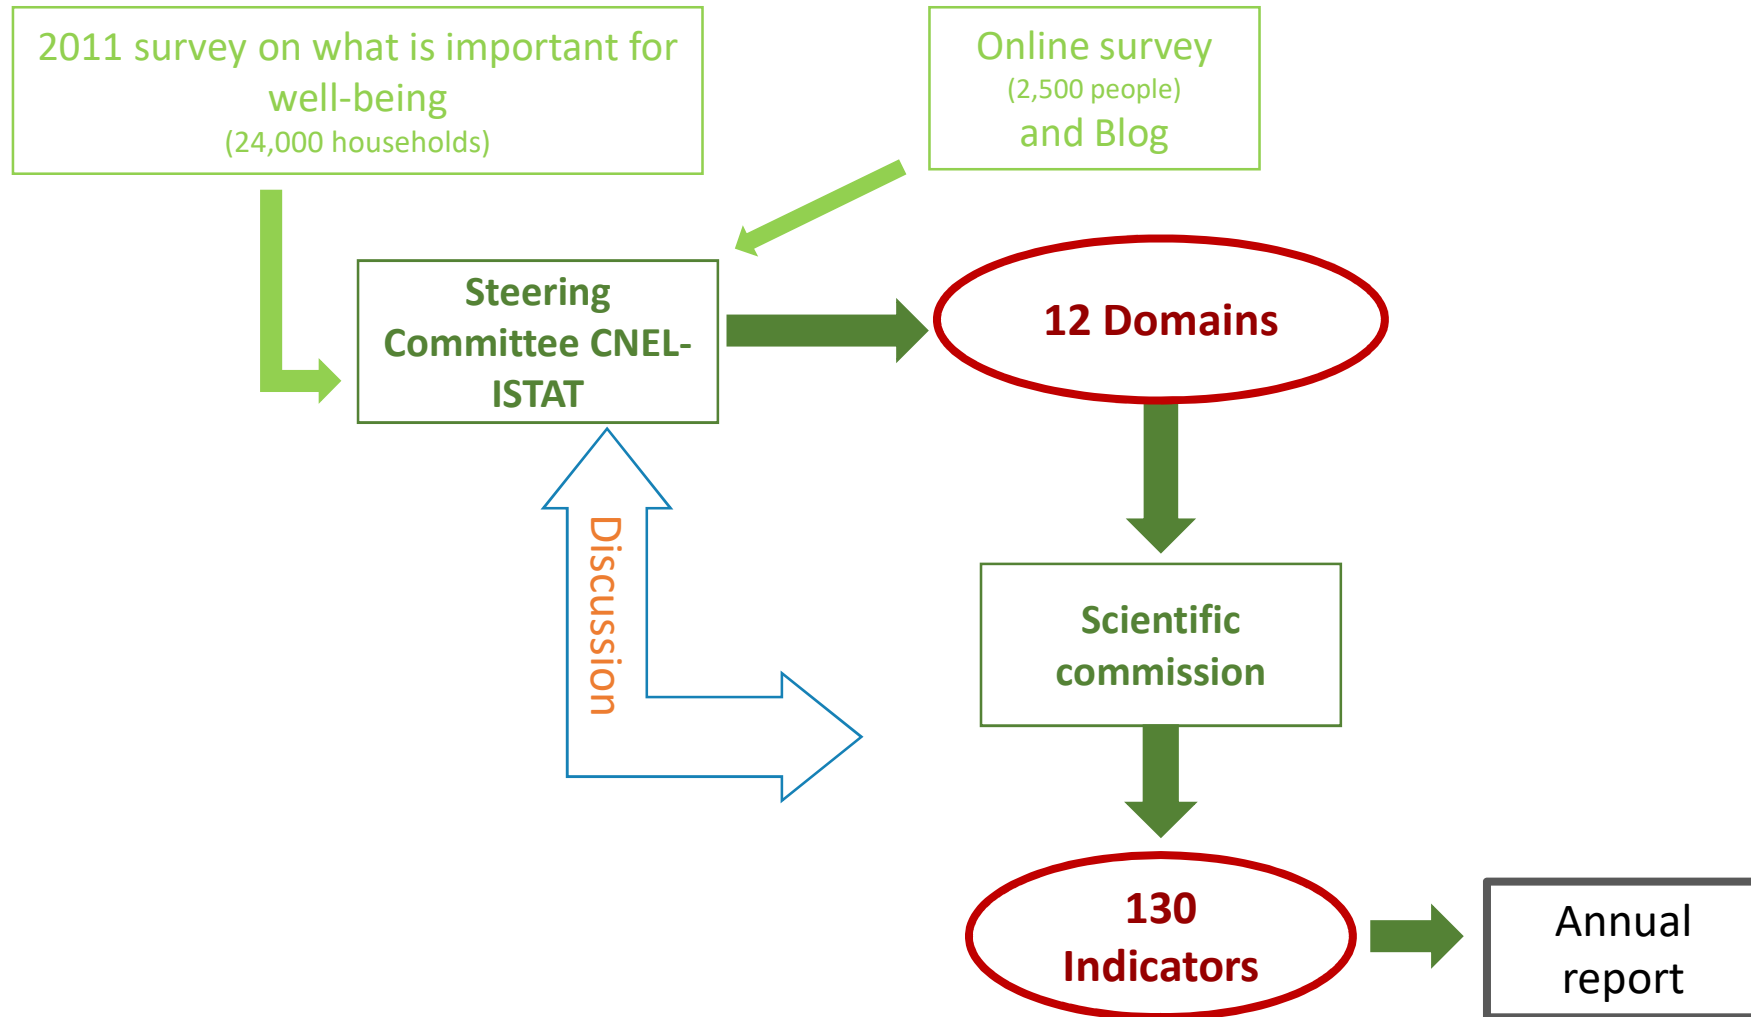 2011 survey on what is important for
well-being
(24,000 households)
Online survey
(2,500 people)
and Blog
Steering
Committee CNEL-
ISTAT
12 Domains
Discussion
Scientific
commission
130
Indicators
Annual
report